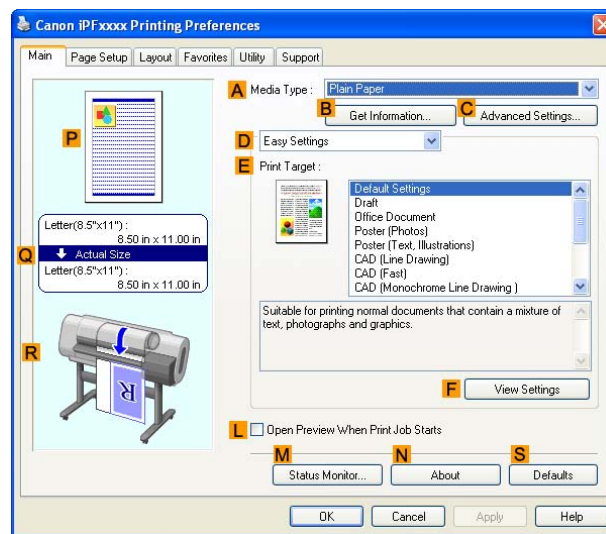 Canon iPFxxxx Printing Preferences
Main Page Setup Layout Favorites Utility Support
A Media Type : Plain Paper
B Get Information... C Advanced Settings...
D Easy Settings
E Print Target :
Default Settings
Draft
Office Document
Poster (Photos)
Poster (Text, Illustrations)
CAD (Line Drawing)
CAD (Fast)
CAD (Monochrome Line Drawing )
Suitable for printing normal documents that contain a mixture of
text, photographs and graphics.
F View Settings
P
Q
Letter(8.5"x11") :
8.50 in x 11.00 in
Actual Size
Letter(8.5"x11") :
8.50 in x 11.00 in
R
R
L Open Preview When Print Job Starts
M Status Monitor... N About S Defaults
OK Cancel Apply Help